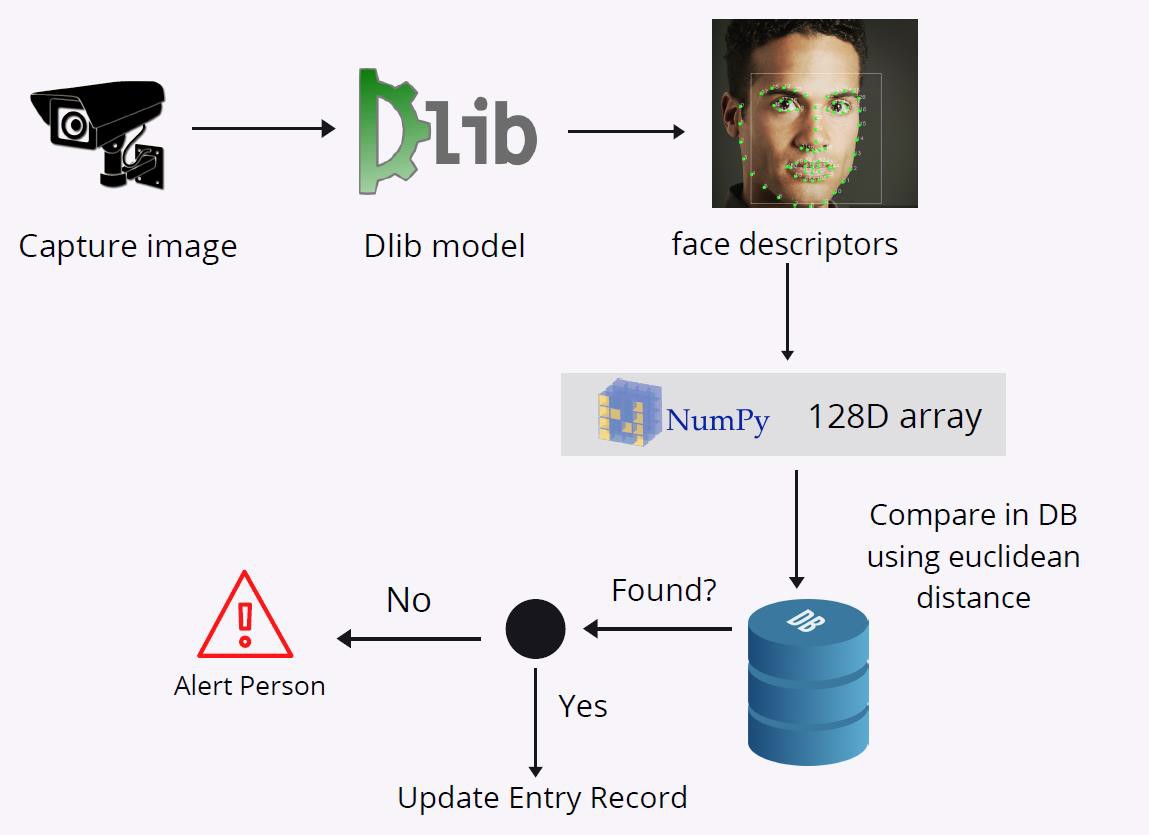 Capture image
Dlib
Dlib model
face descriptors
NumPy 128D array
Compare in DB
using euclidean
distance
DB
Found?
No
Alert Person
Yes
Update Entry Record